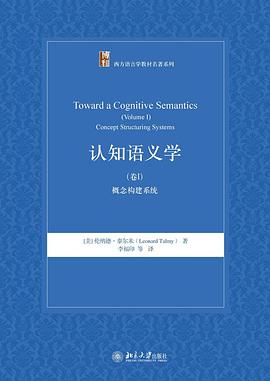 西方语言学教材名著系列
Toward a Cognitive Semantics
(Volume I)
Concept Structuring Systems
认知语义学
(卷I)
概念构建系统
[美] 伦纳德·泰尔米 (Leonard Talmy) 著
李福印 等 译
北京大学出版社